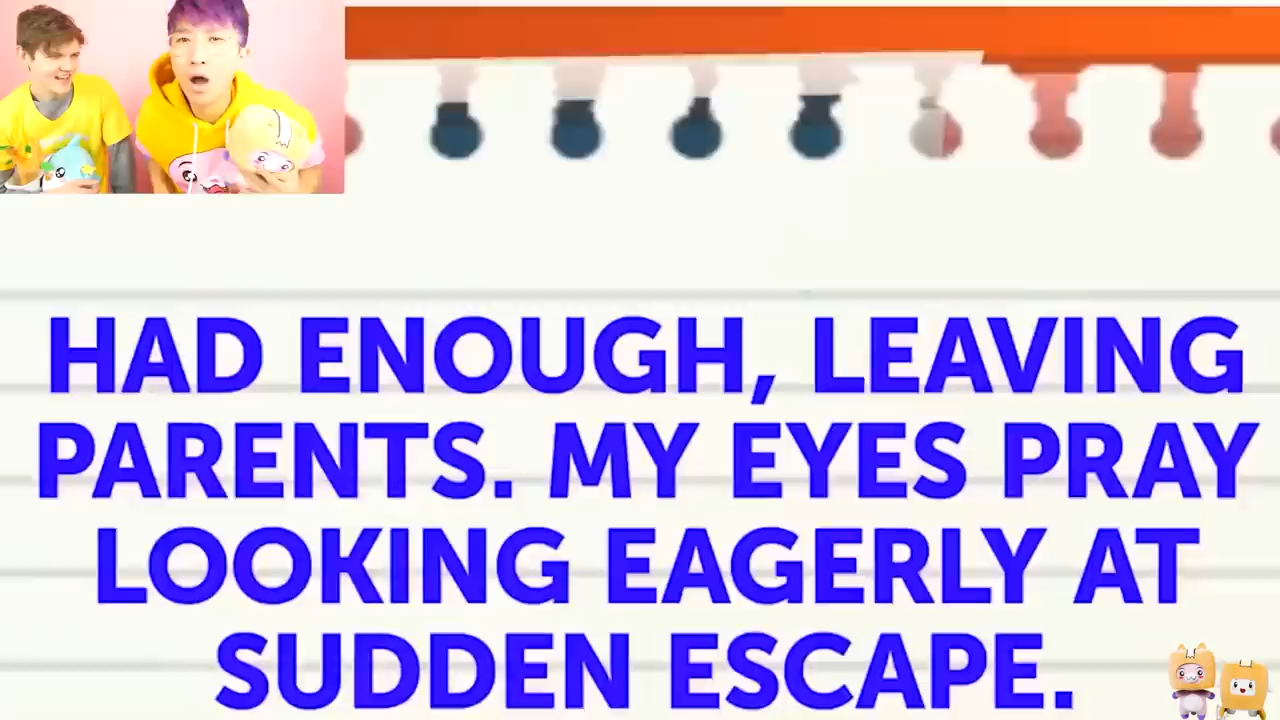 HAD ENOUGH, LEAVING
PARENTS. MY EYES PRAY
LOOKING EAGERLY AT
SUDDEN ESCAPE.